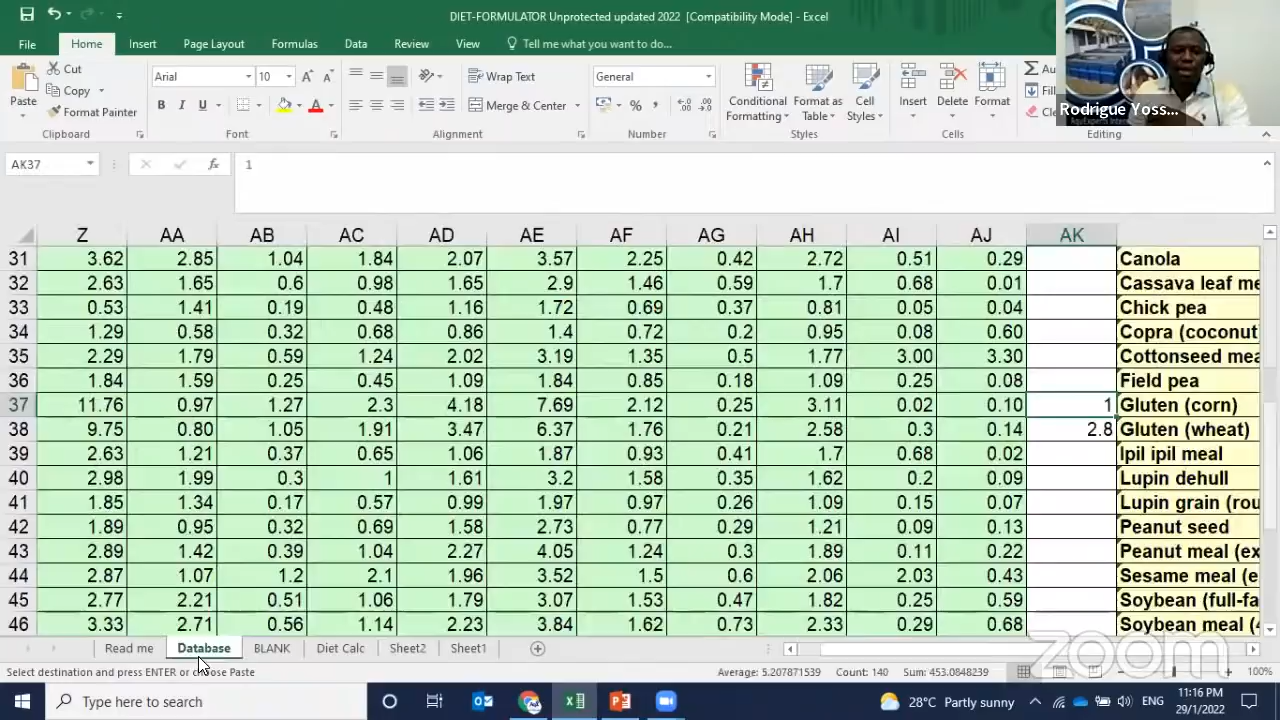 DIET-FORMULATOR Unprotected updated 2022 [Compatibility Mode] - Excel
File Home Insert Page Layout Formulas Data Review View Tell me what you want to do...
Cut
Copy
Format Painter
Paste
Arial 10
Wrap Text
Merge & Center
General
Conditional Formatting
Format as Table
Cell Styles
Insert Delete Format
Clipboard Font Alignment Number Styles Cells Editing
Rodrigue Yoss...
AK37 1
Z AA AB AC AD AE AF AG AH AI AJ AK
31 3.62 2.85 1.04 1.84 2.07 3.57 2.25 0.42 2.72 0.51 0.29 Canola
32 2.63 1.65 0.6 0.98 1.65 2.9 1.46 0.59 1.7 0.68 0.01 Cassava leaf me
33 0.53 1.41 0.19 0.48 1.16 1.72 0.69 0.37 0.81 0.05 0.04 Chick pea
34 1.29 0.58 0.32 0.68 0.86 1.4 0.72 0.2 0.95 0.08 0.60 Copra (coconut
35 2.29 1.79 0.59 1.24 2.02 3.19 1.35 0.5 1.77 3.00 3.30 Cottonseed mea
36 1.84 1.59 0.25 0.45 1.09 1.84 0.85 0.18 1.09 0.25 0.08 Field pea
37 11.76 0.97 1.27 2.3 4.18 7.69 2.12 0.25 3.11 0.02 0.10 1 Gluten (corn)
38 9.75 0.80 1.05 1.91 3.47 6.37 1.76 0.21 2.58 0.3 0.14 2.8 Gluten (wheat)
39 2.63 1.21 0.37 0.65 1.06 1.87 0.93 0.41 1.7 0.68 0.02 Ipil ipil meal
40 2.98 1.99 0.3 1 1.61 3.2 1.58 0.35 1.62 0.2 0.09 Lupin dehull
41 1.85 1.34 0.17 0.57 0.99 1.97 0.97 0.26 1.09 0.15 0.07 Lupin grain (rou
42 1.89 0.95 0.32 0.69 1.58 2.73 0.77 0.29 1.21 0.09 0.13 Peanut seed
43 2.89 1.42 0.39 1.04 2.27 4.05 1.24 0.3 1.89 0.11 0.22 Peanut meal (ex
44 2.87 1.07 1.2 2.1 1.96 3.52 1.5 0.6 2.06 2.03 0.43 Sesame meal (e
45 2.77 2.21 0.51 1.06 1.79 3.07 1.53 0.47 1.82 0.25 0.59 Soybean (full-fa
46 3.33 2.71 0.56 1.14 2.23 3.84 1.62 0.73 2.33 0.29 0.68 Soybean meal (4
Read me Database BLANK Diet Calc Sheet2 Sheet1
zoom
Select destination and press ENTER or choose Paste Average: 5.207871539 Count: 140 Sum: 453.0848239 100%
Type here to search
28°C Partly sunny
ENG
11:16 PM
29/1/2022